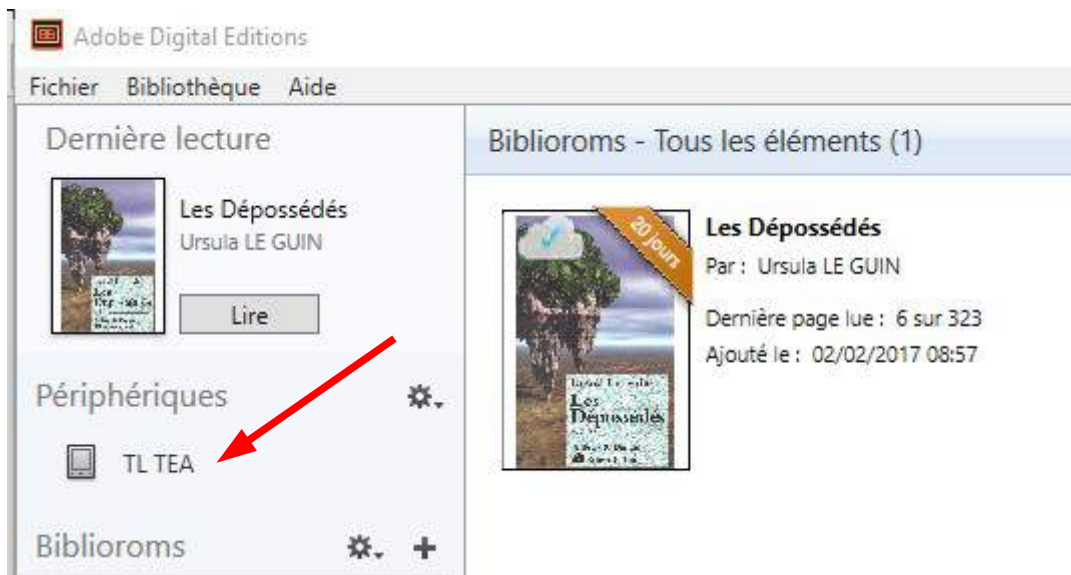 Adobe Digital Editions
Fichier Bibliothèque Aide
Dernière lecture
Les Dépossédés
Ursula LE GUIN
Lire
Périphériques
TL TEA
Biblioroms
Biblioroms - Tous les éléments (1)
20 jours
Les Dépossédés
Les Dépossédés
Par : Ursula LE GUIN
Dernière page lue : 6 sur 323
Ajouté le : 02/02/2017 08:57